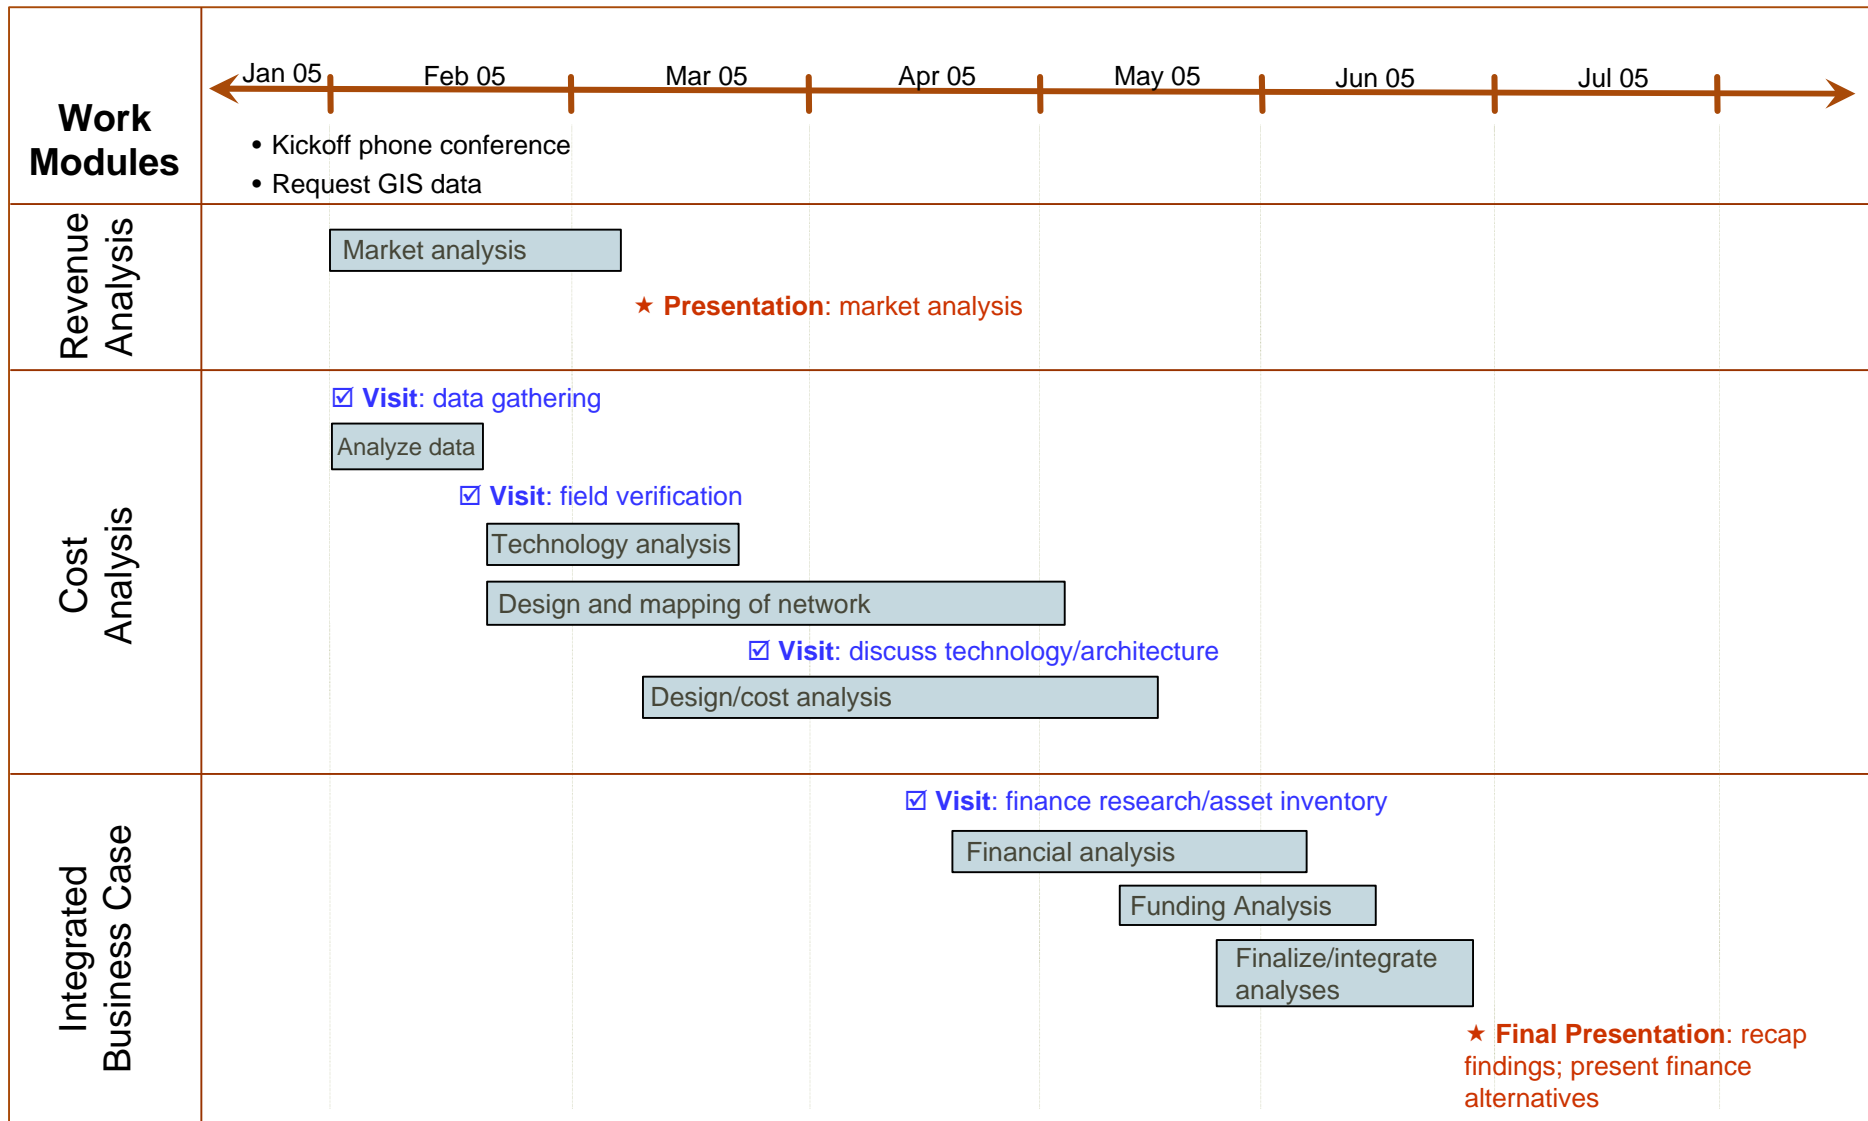 Jan 05
Feb 05
Mar 05
Apr 05
May 05
Jun 05
Jul 05
Work
Modules
• Kickoff phone conference
• Request GIS data
Revenue
Analysis
Market analysis
★ Presentation: market analysis
Cost
Analysis
☑ Visit: data gathering
Analyze data
☑ Visit: field verification
Technology analysis
Design and mapping of network
☑ Visit: discuss technology/architecture
Design/cost analysis
Integrated
Business Case
☑ Visit: finance research/asset inventory
Financial analysis
Funding Analysis
Finalize/integrate
analyses
★ Final Presentation: recap
findings; present finance
alternatives